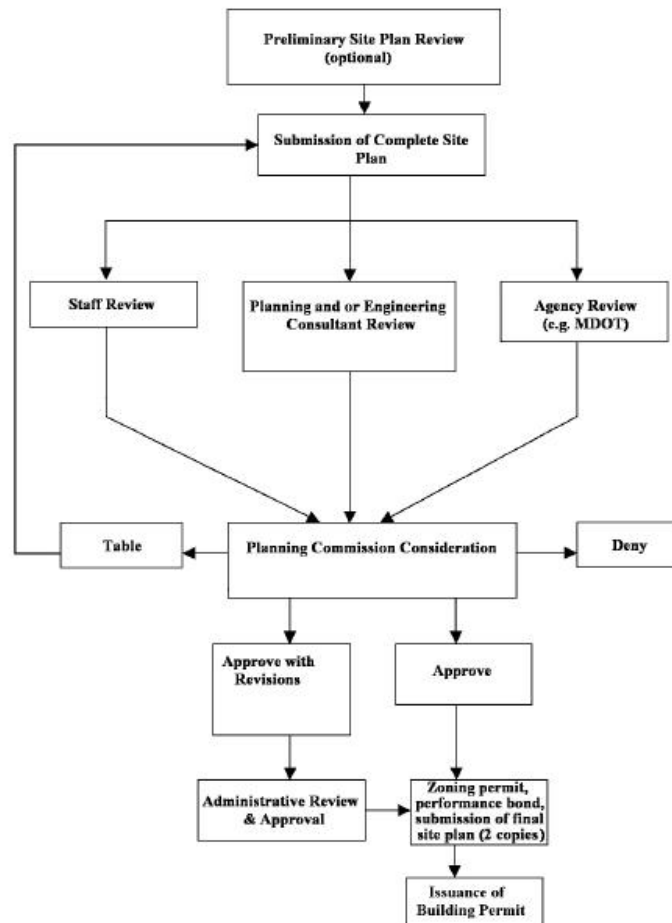 Preliminary Site Plan Review
(optional)
Submission of Complete Site
Plan
Staff Review
Planning and or Engineering
Consultant Review
Agency Review
(e.g. MDOT)
Table
Planning Commission Consideration
Deny
Approve with
Revisions
Approve
Administrative Review
& Approval
Zoning permit,
performance bond,
submission of final
site plan (2 copies)
Issuance of
Building Permit